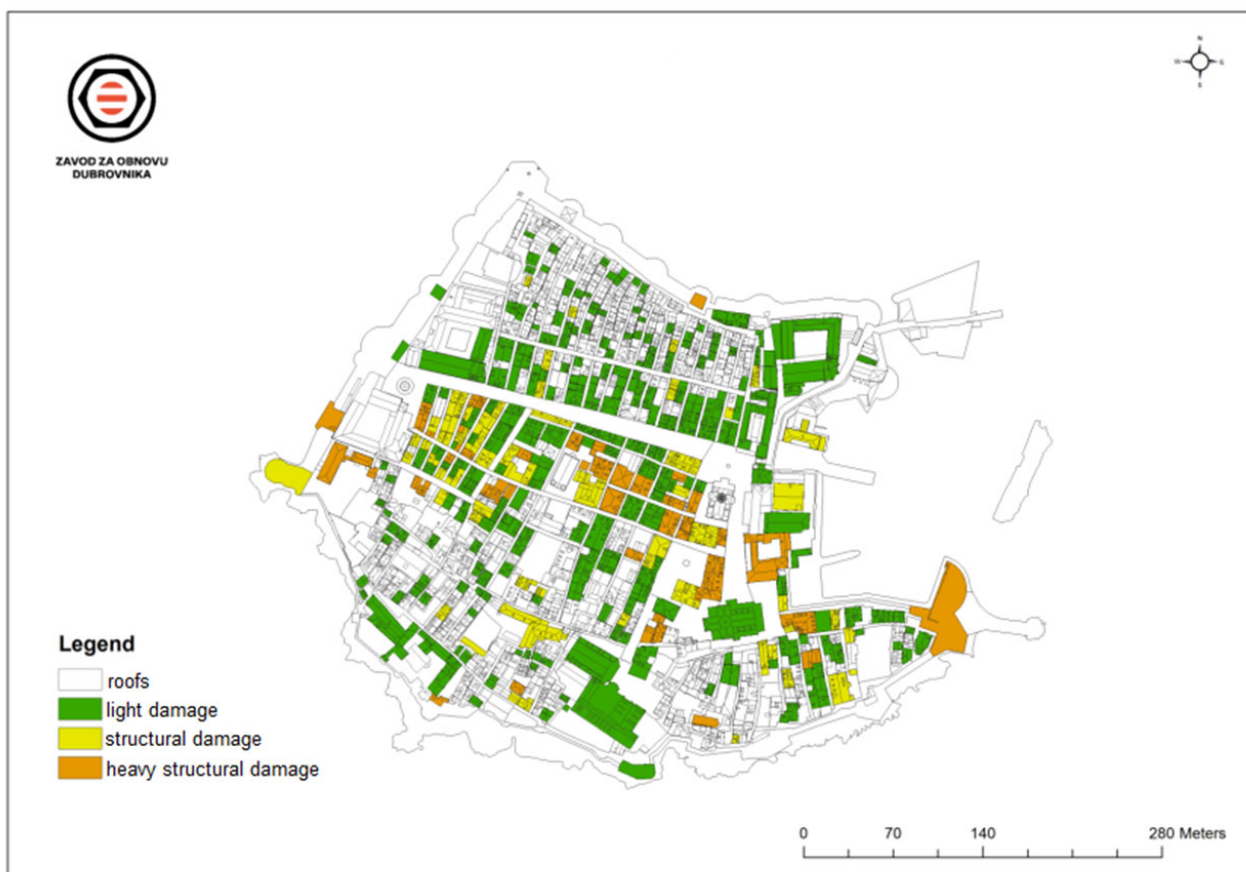 ZAVOD ZA OBNOVU
DUBROVNIKA
N
W E
S
Legend
roofs
light damage
structural damage
heavy structural damage
0 70 140 280 Meters